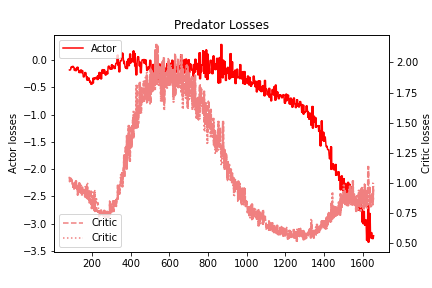 Predator Losses
Actor
Actor losses
0.0
−0.5
−1.0
−1.5
−2.0
−2.5
−3.0
−3.5
2.00
1.75
1.50
1.25
1.00
0.75
0.50
Critic losses
Critic
Critic
200 400 600 800 1000 1200 1400 1600